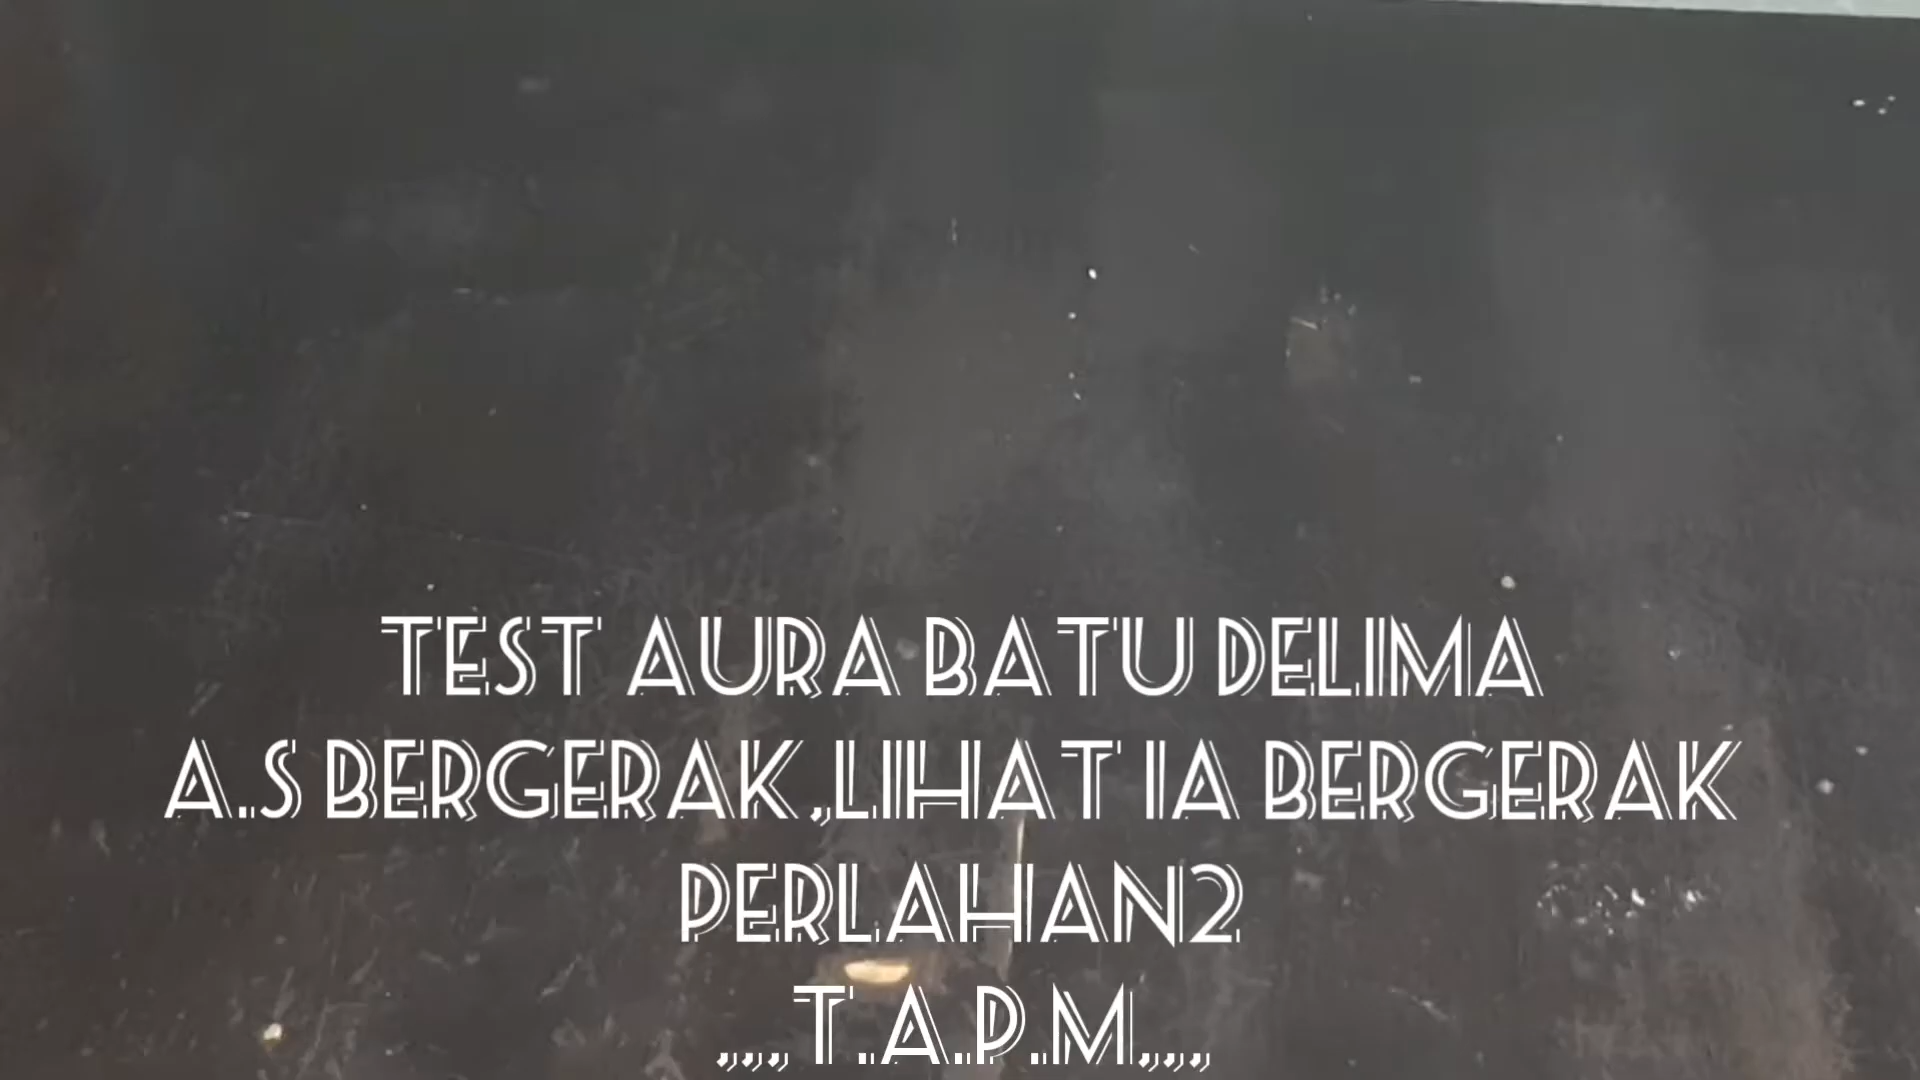 TEST AURA BATU DELIMA
A.S BERGERAK,,LIHAT IA BERGERAK
PERLAHAN2
,,,,T.A.P.M,,,,